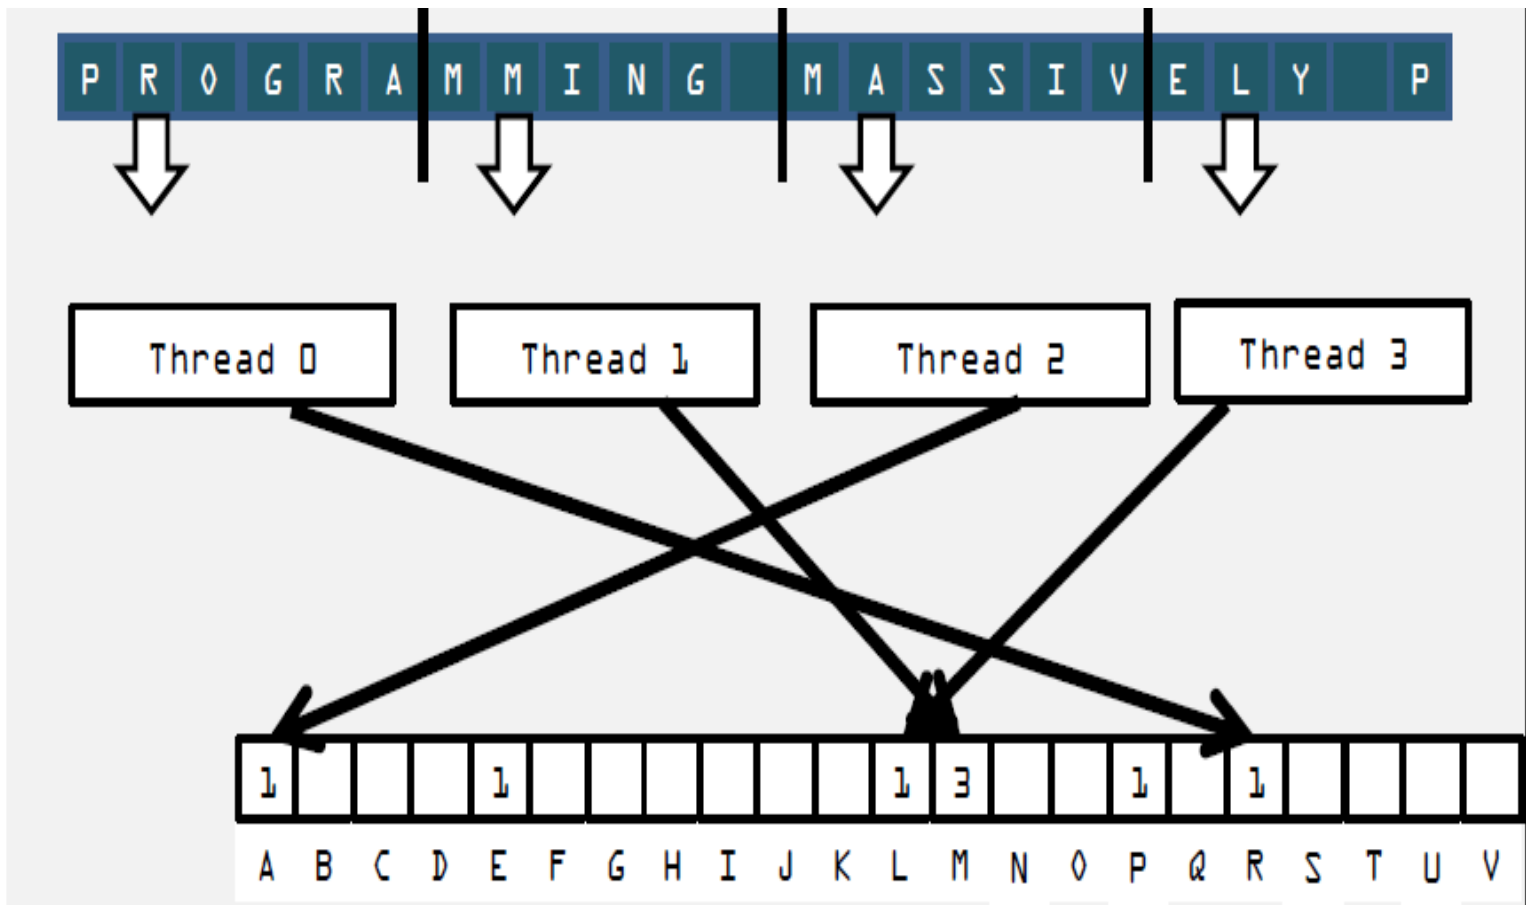 P R O G R A M M I N G   M A S S I V E L Y   P
Thread 0 Thread 1 Thread 2 Thread 3
1 1 1 3 1 1
A B C D E F G H I J K L M N O P Q R S T U V